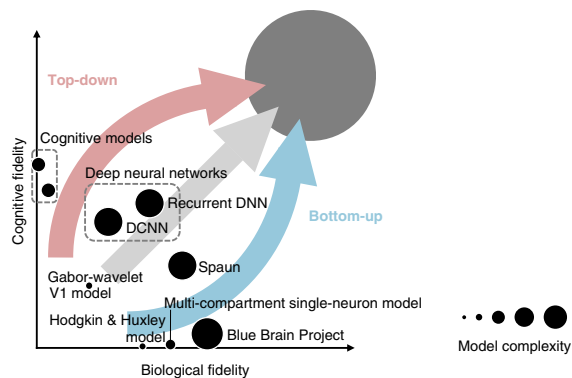 Top-down
Cognitive models
Deep neural networks
Recurrent DNN
DCNN
Bottom-up
Cognitive fidelity
Spaun
Gabor-wavelet
V1 model
Multi-compartment single-neuron model
Hodgkin & Huxley
model
Blue Brain Project
Model complexity
Biological fidelity